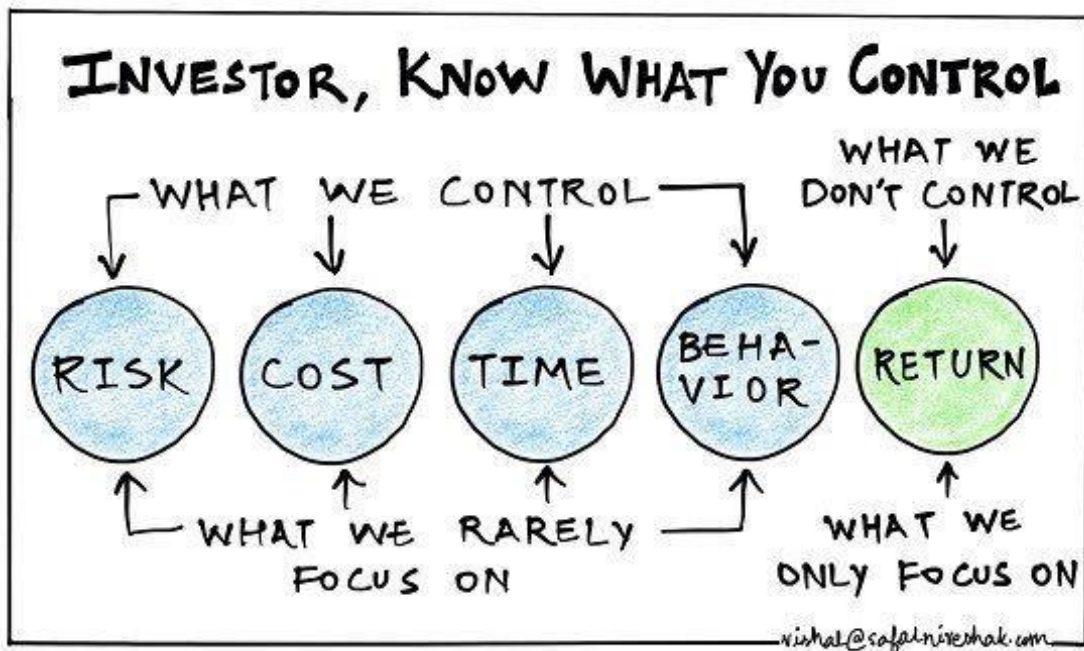 INVESTOR, KNOW WHAT YOU CONTROL
WHAT WE CONTROL
WHAT WE
DON'T CONTROL
RISK
COST
TIME
BEHA-
VIOR
RETURN
WHAT WE RARELY
FOCUS ON
WHAT WE
ONLY FOCUS ON
vishal@safalniveshak.com